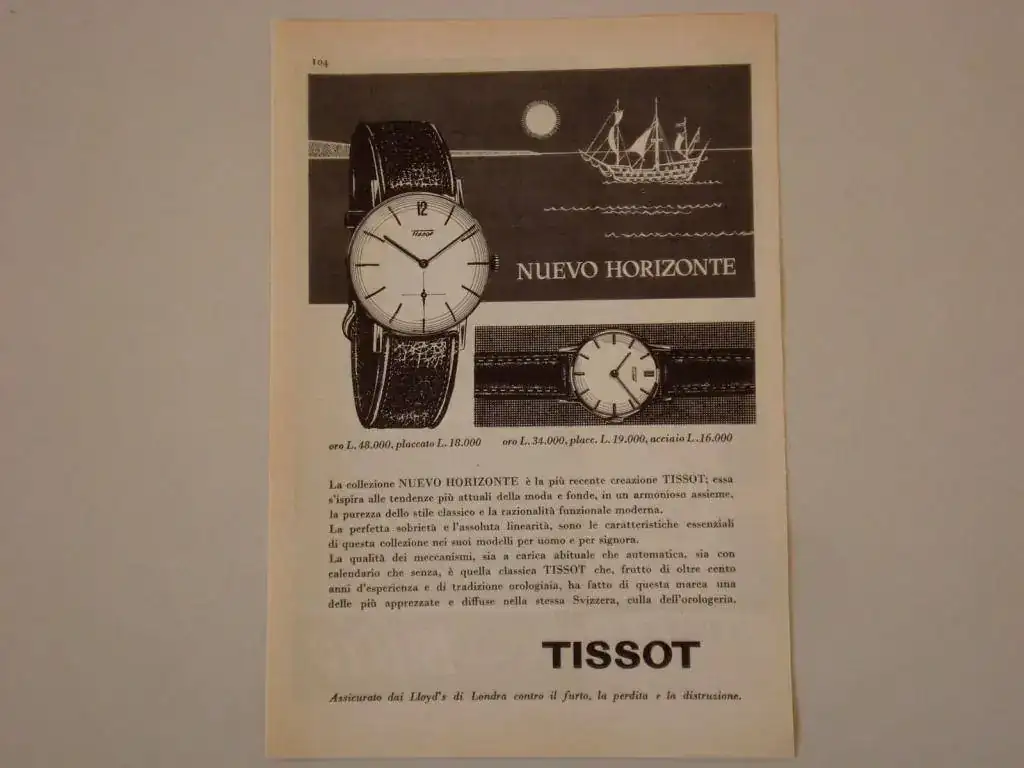 104
12
Tissot
NUEVO HORIZONTE
Tissot
oro L. 48.000, placcato L. 18.000
oro L. 34.000, placc. L. 19.000, acciaio L. 16.000
La collezione NUEVO HORIZONTE è la più recente creazione TISSOT; essa
s'ispira alle tendenze più attuali della moda e fonde, in un armonioso assieme,
la purezza dello stile classico e la razionalità funzionale moderna.
La perfetta sobrietà e l'assoluta linearità, sono le caratteristiche essenziali
di questa collezione nei suoi modelli per uomo e per signora.
La qualità dei meccanismi, sia a carica abituale che automatica, sia con
calendario che senza, è quella classica TISSOT che, frutto di oltre cento
anni d'esperienza e di tradizione orologiaia, ha fatto di questa marca una
delle più apprezzate e diffuse nella stessa Svizzera, culla dell'orologeria.
TISSOT
Assicurato dai Lloyd's di Londra contro il furto, la perdita e la distruzione.